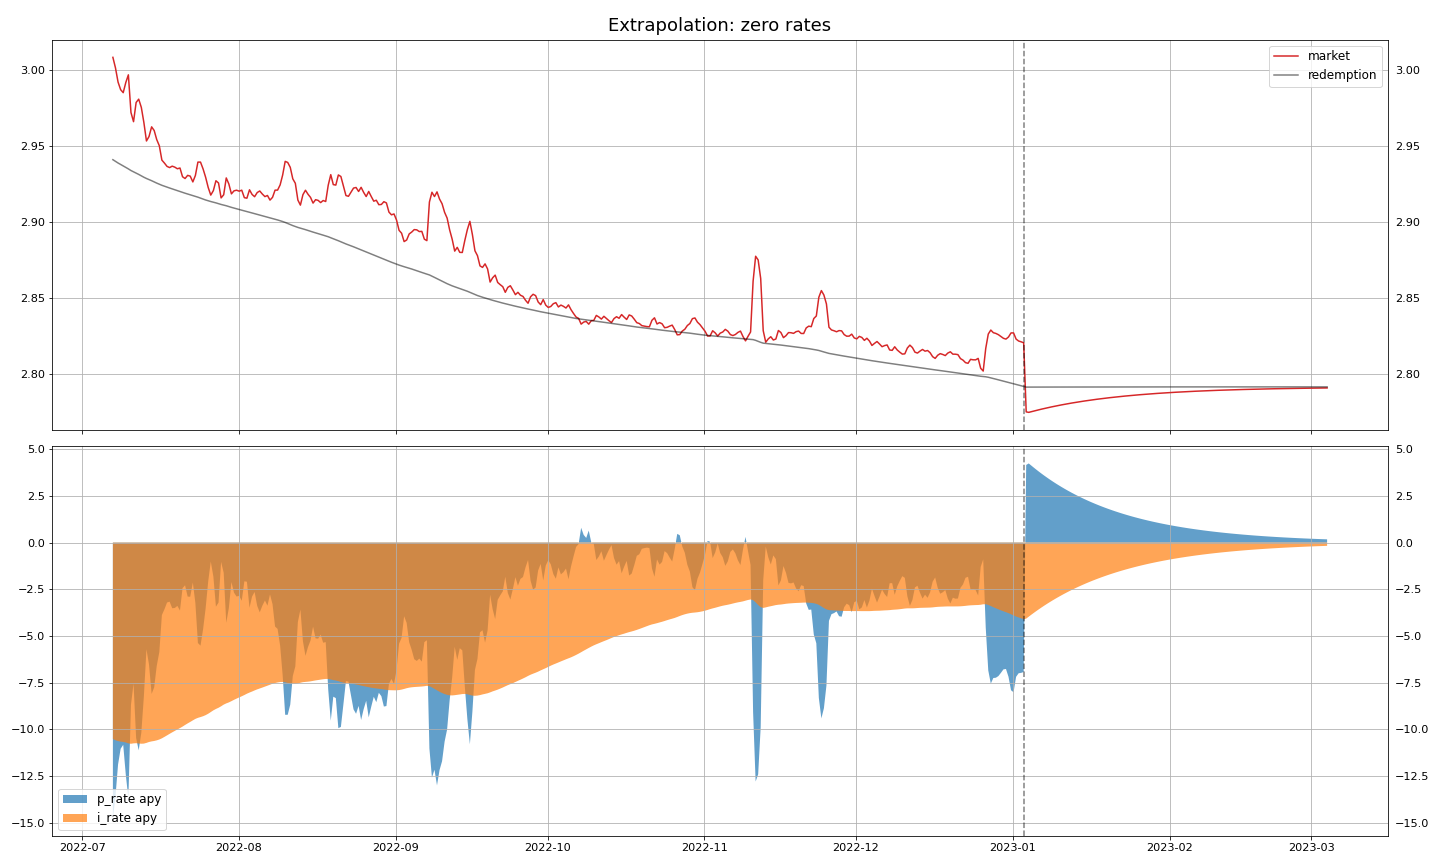 Extrapolation: zero rates
market
redemption
3.00 3.00
2.95 2.95
2.90 2.90
2.85 2.85
2.80 2.80
5.0 5.0
2.5 2.5
0.0 0.0
−2.5 −2.5
−5.0 −5.0
−7.5 −7.5
−10.0 −10.0
−12.5 −12.5
−15.0 −15.0
p_rate apy
i_rate apy
2022-07 2022-08 2022-09 2022-10 2022-11 2022-12 2023-01 2023-02 2023-03